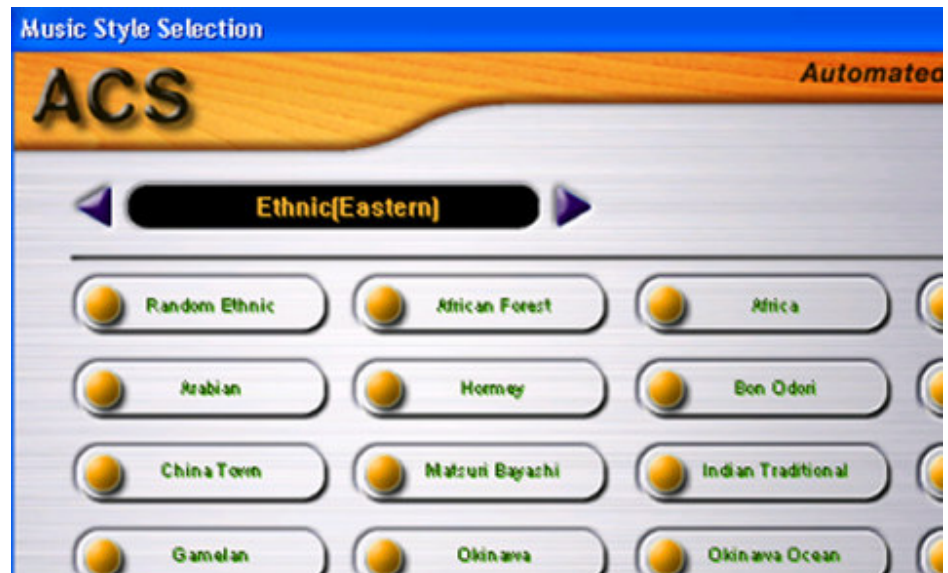 Music Style Selection
ACS
Automated
Ethnic(Eastern)
Random Ethnic
African Forest
Africa
Arabian
Hormey
Bon Odori
China Town
Matsuri Bayashi
Indian Traditional
Gamelan
Okinawa
Okinawa Ocean